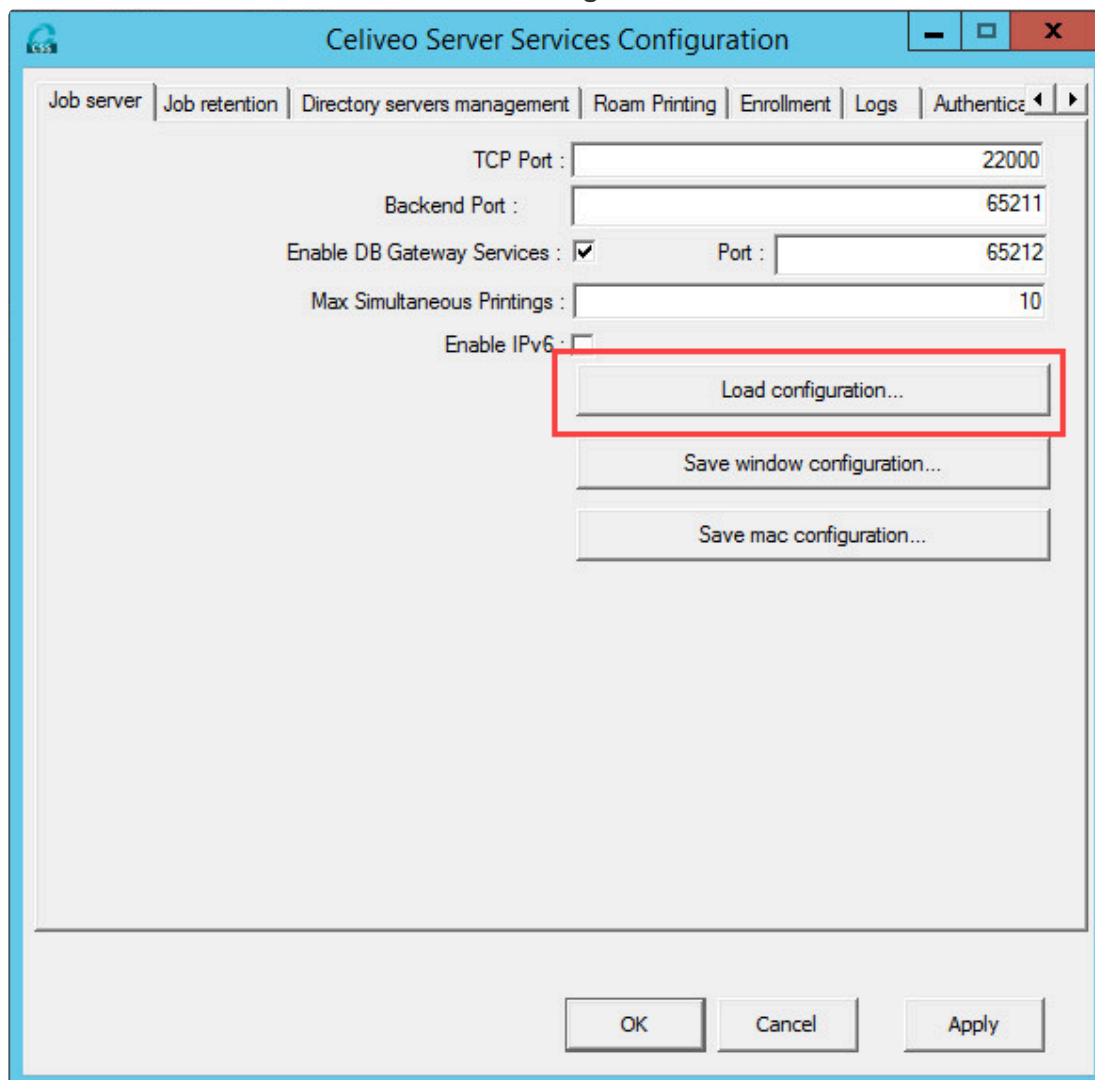 CSS
Celiveo Server Services Configuration
Job server Job retention Directory servers management Roam Printing Enrollment Logs Authentica
TCP Port : 22000
Backend Port : 65211
Enable DB Gateway Services : Port : 65212
Max Simultaneous Printings : 10
Enable IPv6 :
Load configuration...
Save window configuration...
Save mac configuration...
OK Cancel Apply